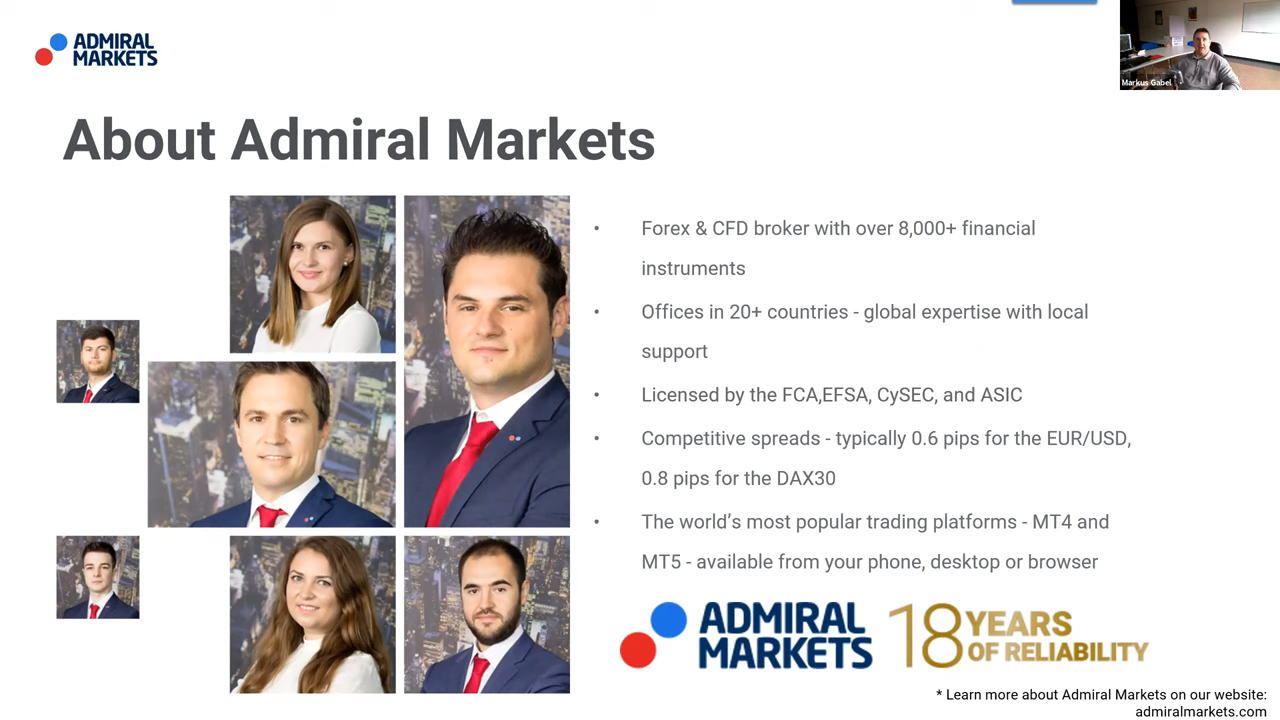 ADMIRAL
MARKETS
Markus Gabel
About Admiral Markets
• Forex & CFD broker with over 8,000+ financial
instruments
• Offices in 20+ countries - global expertise with local
support
• Licensed by the FCA,EFSA, CySEC, and ASIC
• Competitive spreads - typically 0.6 pips for the EUR/USD,
0.8 pips for the DAX30
• The world’s most popular trading platforms - MT4 and
MT5 - available from your phone, desktop or browser
ADMIRAL
MARKETS
18 YEARS
OF RELIABILITY
* Learn more about Admiral Markets on our website:
admiralmarkets.com